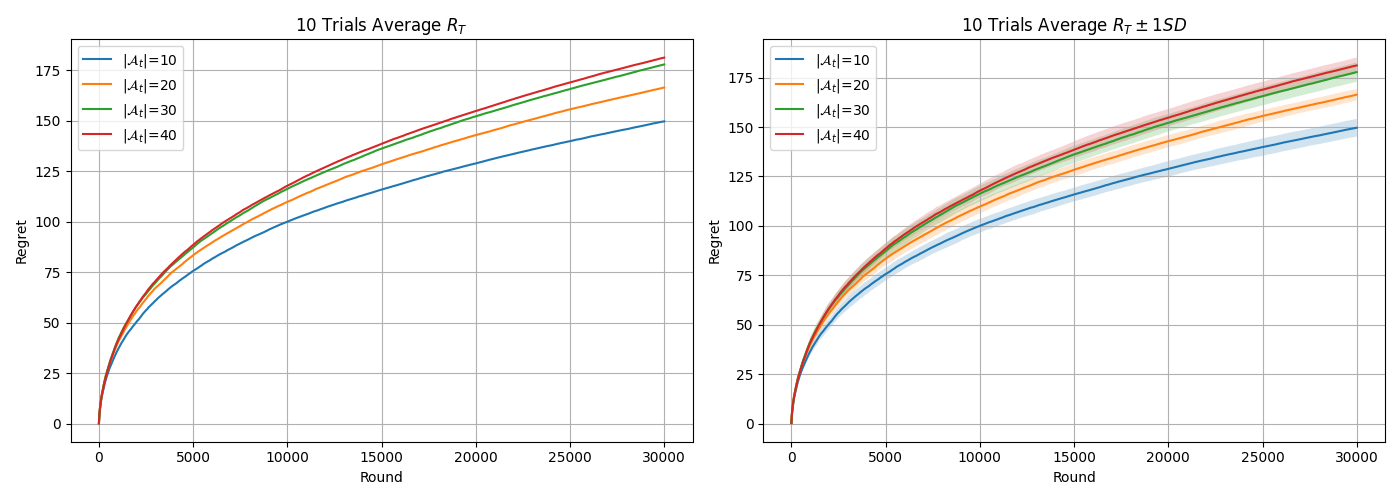 10 Trials Average $R_T$
|$\mathcal{A}_t$|=10
|$\mathcal{A}_t$|=20
|$\mathcal{A}_t$|=30
|$\mathcal{A}_t$|=40
175
150
125
100
75
50
25
0
Regret
0 5000 10000 15000 20000 25000 30000
Round
10 Trials Average $R_T \pm 1SD$
|$\mathcal{A}_t$|=10
|$\mathcal{A}_t$|=20
|$\mathcal{A}_t$|=30
|$\mathcal{A}_t$|=40
175
150
125
100
75
50
25
0
Regret
0 5000 10000 15000 20000 25000 30000
Round